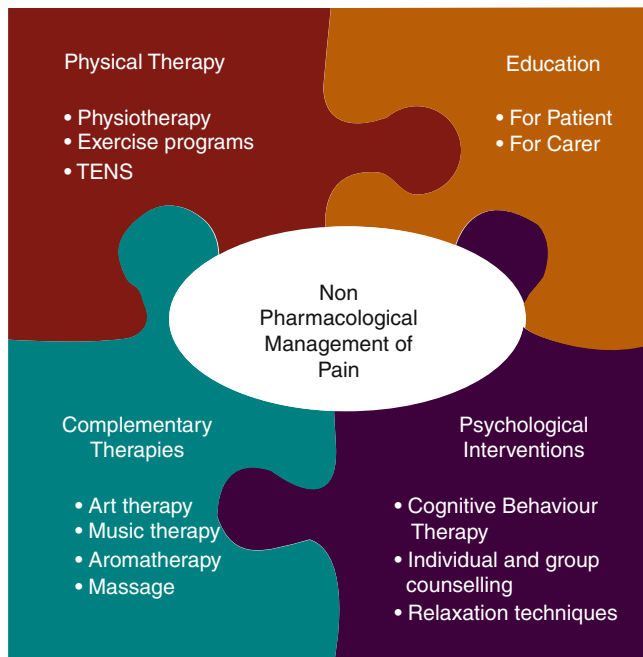 Physical Therapy
• Physiotherapy
• Exercise programs
• TENS
Education
• For Patient
• For Carer
Non
Pharmacological
Management of
Pain
Complementary
Therapies
• Art therapy
• Music therapy
• Aromatherapy
• Massage
Psychological
Interventions
• Cognitive Behaviour
Therapy
• Individual and group
counselling
• Relaxation techniques